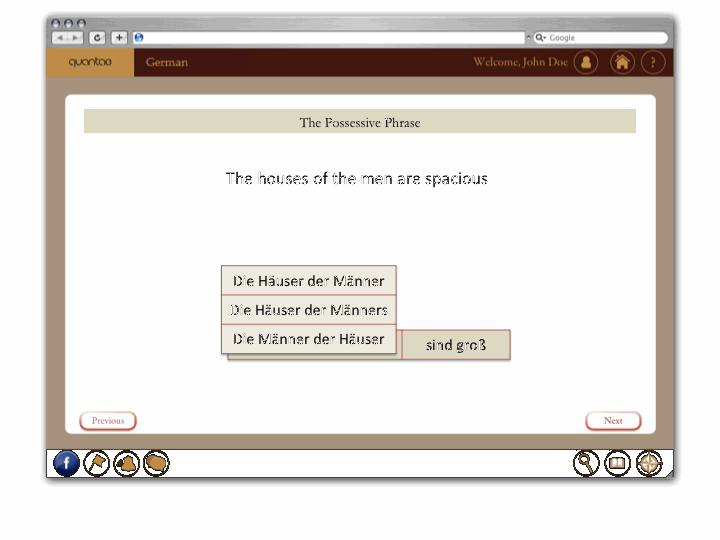 Google
quantao
German
Welcome, John Doe
?
The Possessive Phrase
The houses of the men are spacious
Die Häuser der Männer
Die Häuser der Männers
Die Männer der Häuser
sind groß
Previous
Next
f